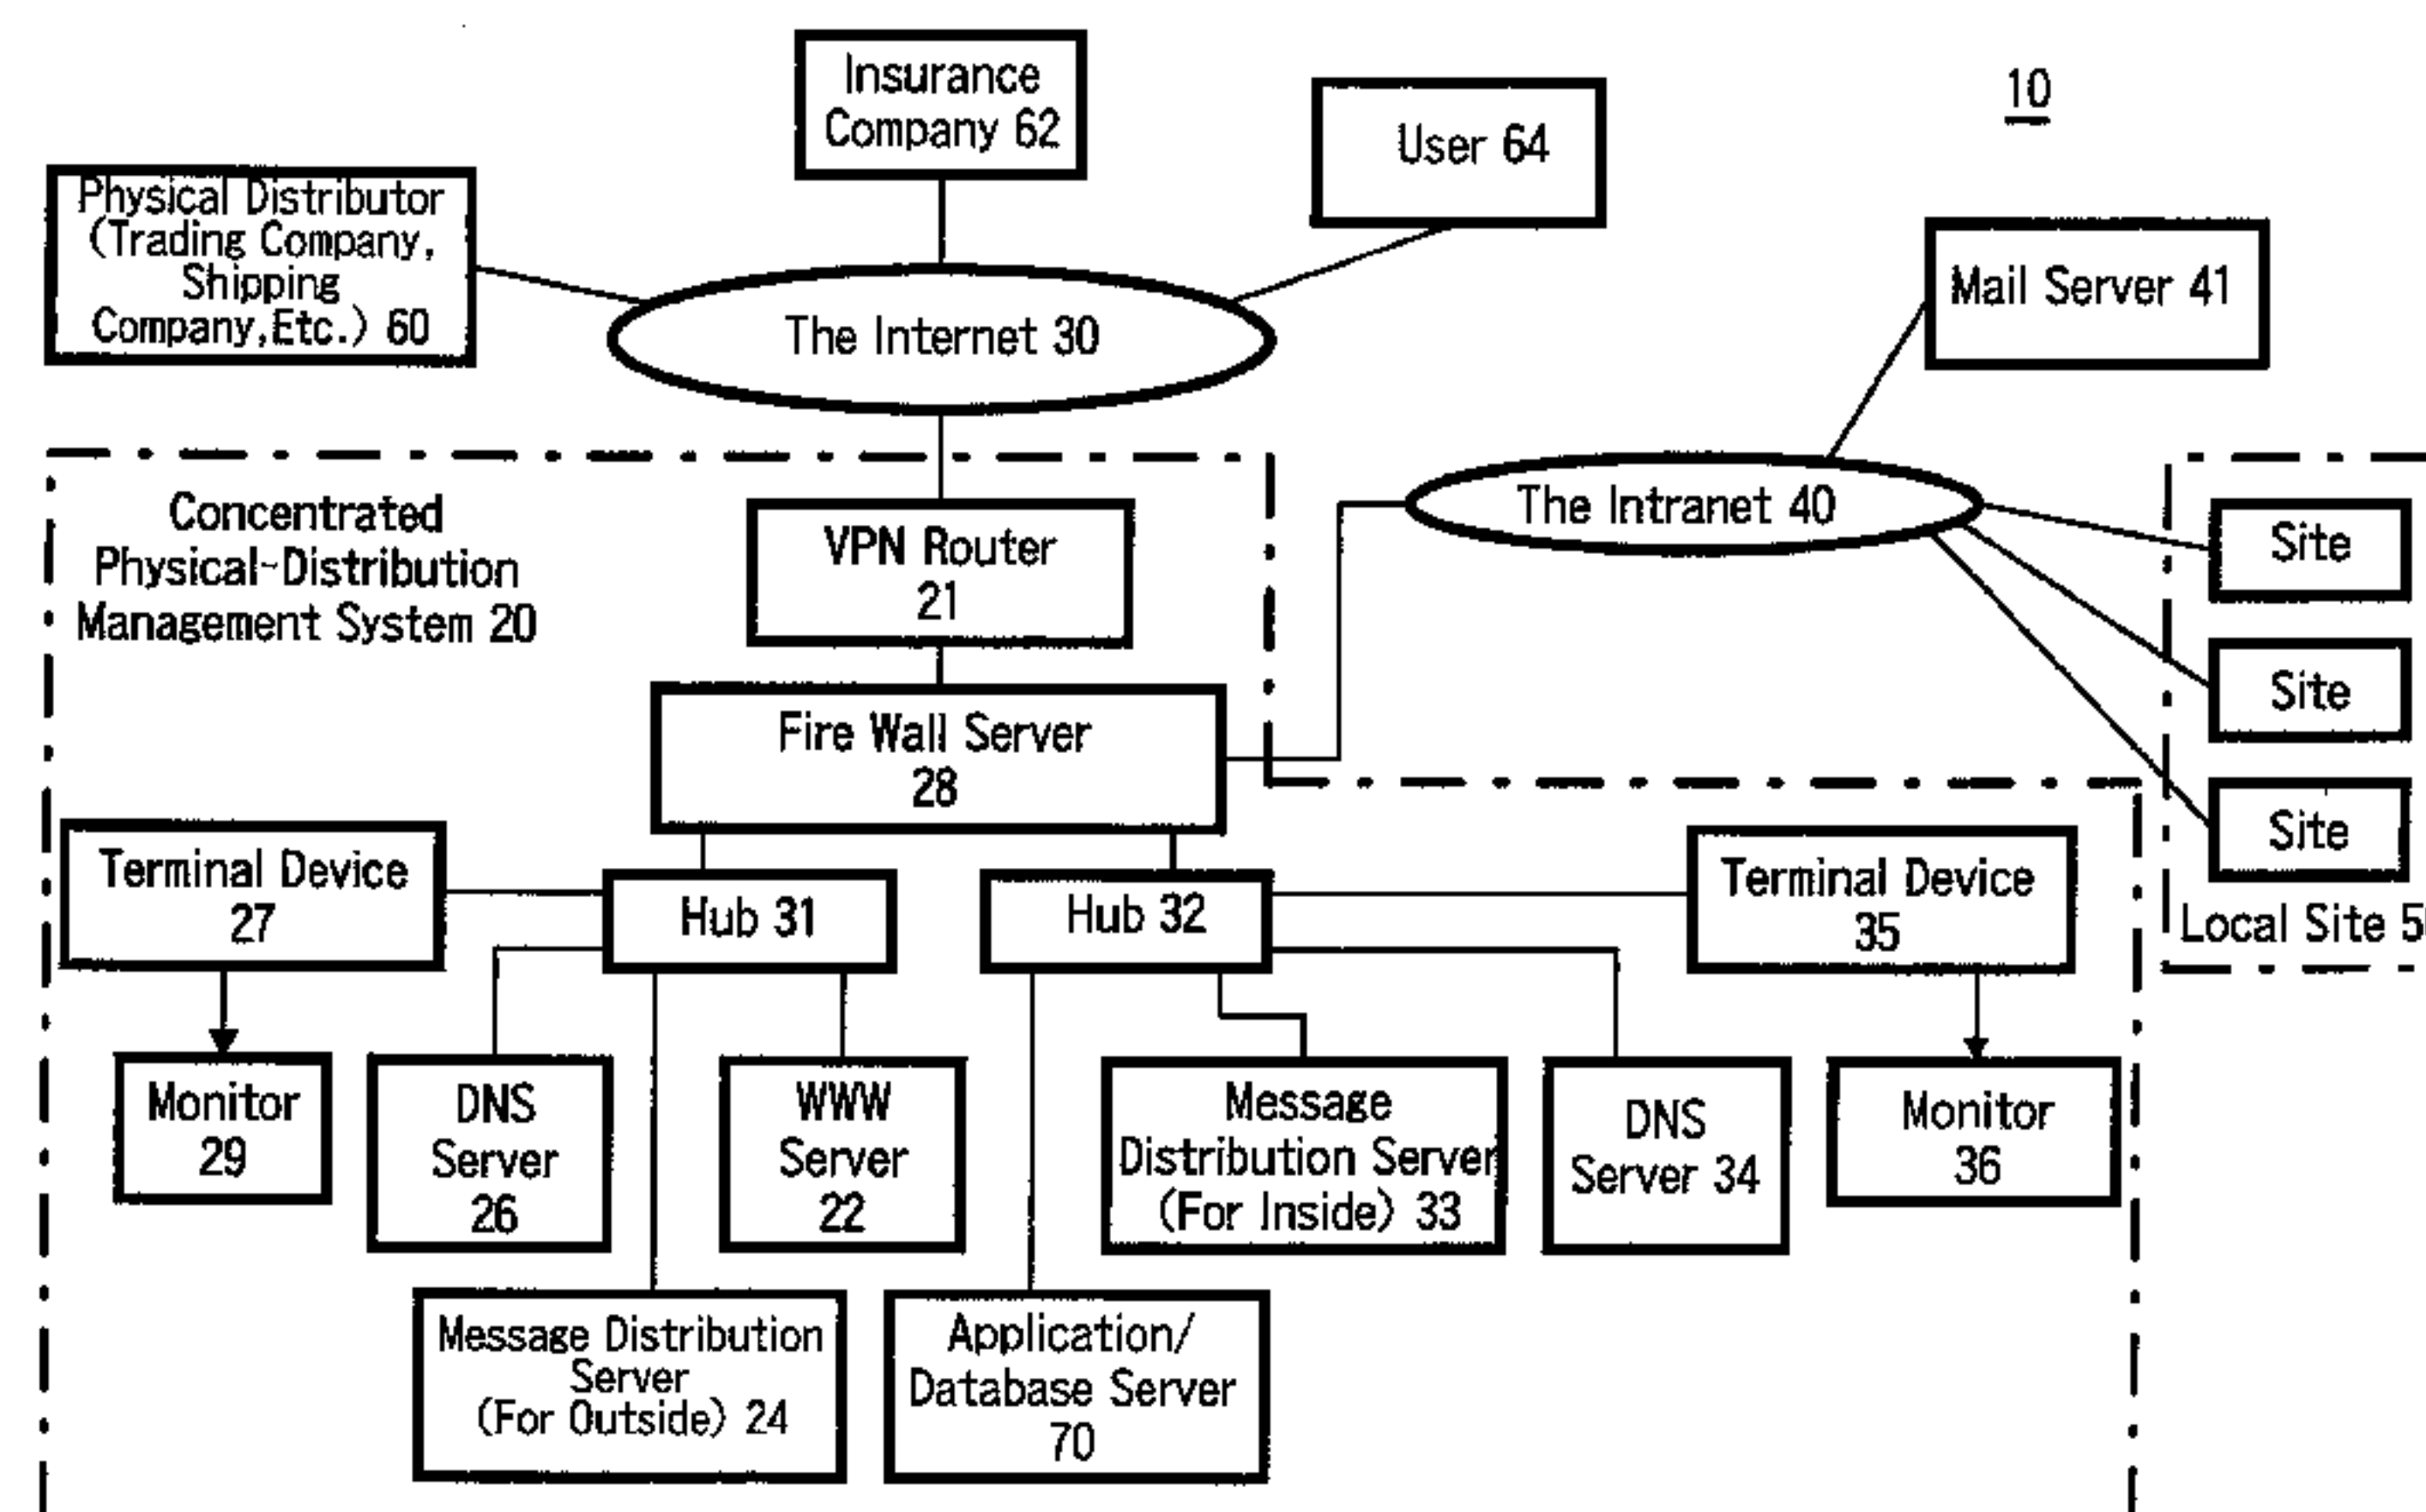 Insurance
Company 62
User 64
10
Physical Distributor
(Trading Company,
Shipping
Company,Etc.) 60
The Internet 30
Mail Server 41
Concentrated
Physical-Distribution
Management System 20
VPN Router
21
The Intranet 40
Site
Site
Site
Local Site
Fire Wall Server
28
Terminal Device
27
Hub 31
Hub 32
Terminal Device
35
Monitor
29
DNS
Server
26
WWW
Server
22
Message
Distribution Server
(For Inside) 33
DNS
Server 34
Monitor
36
Message Distribution
Server
(For Outside) 24
Application/
Database Server
70